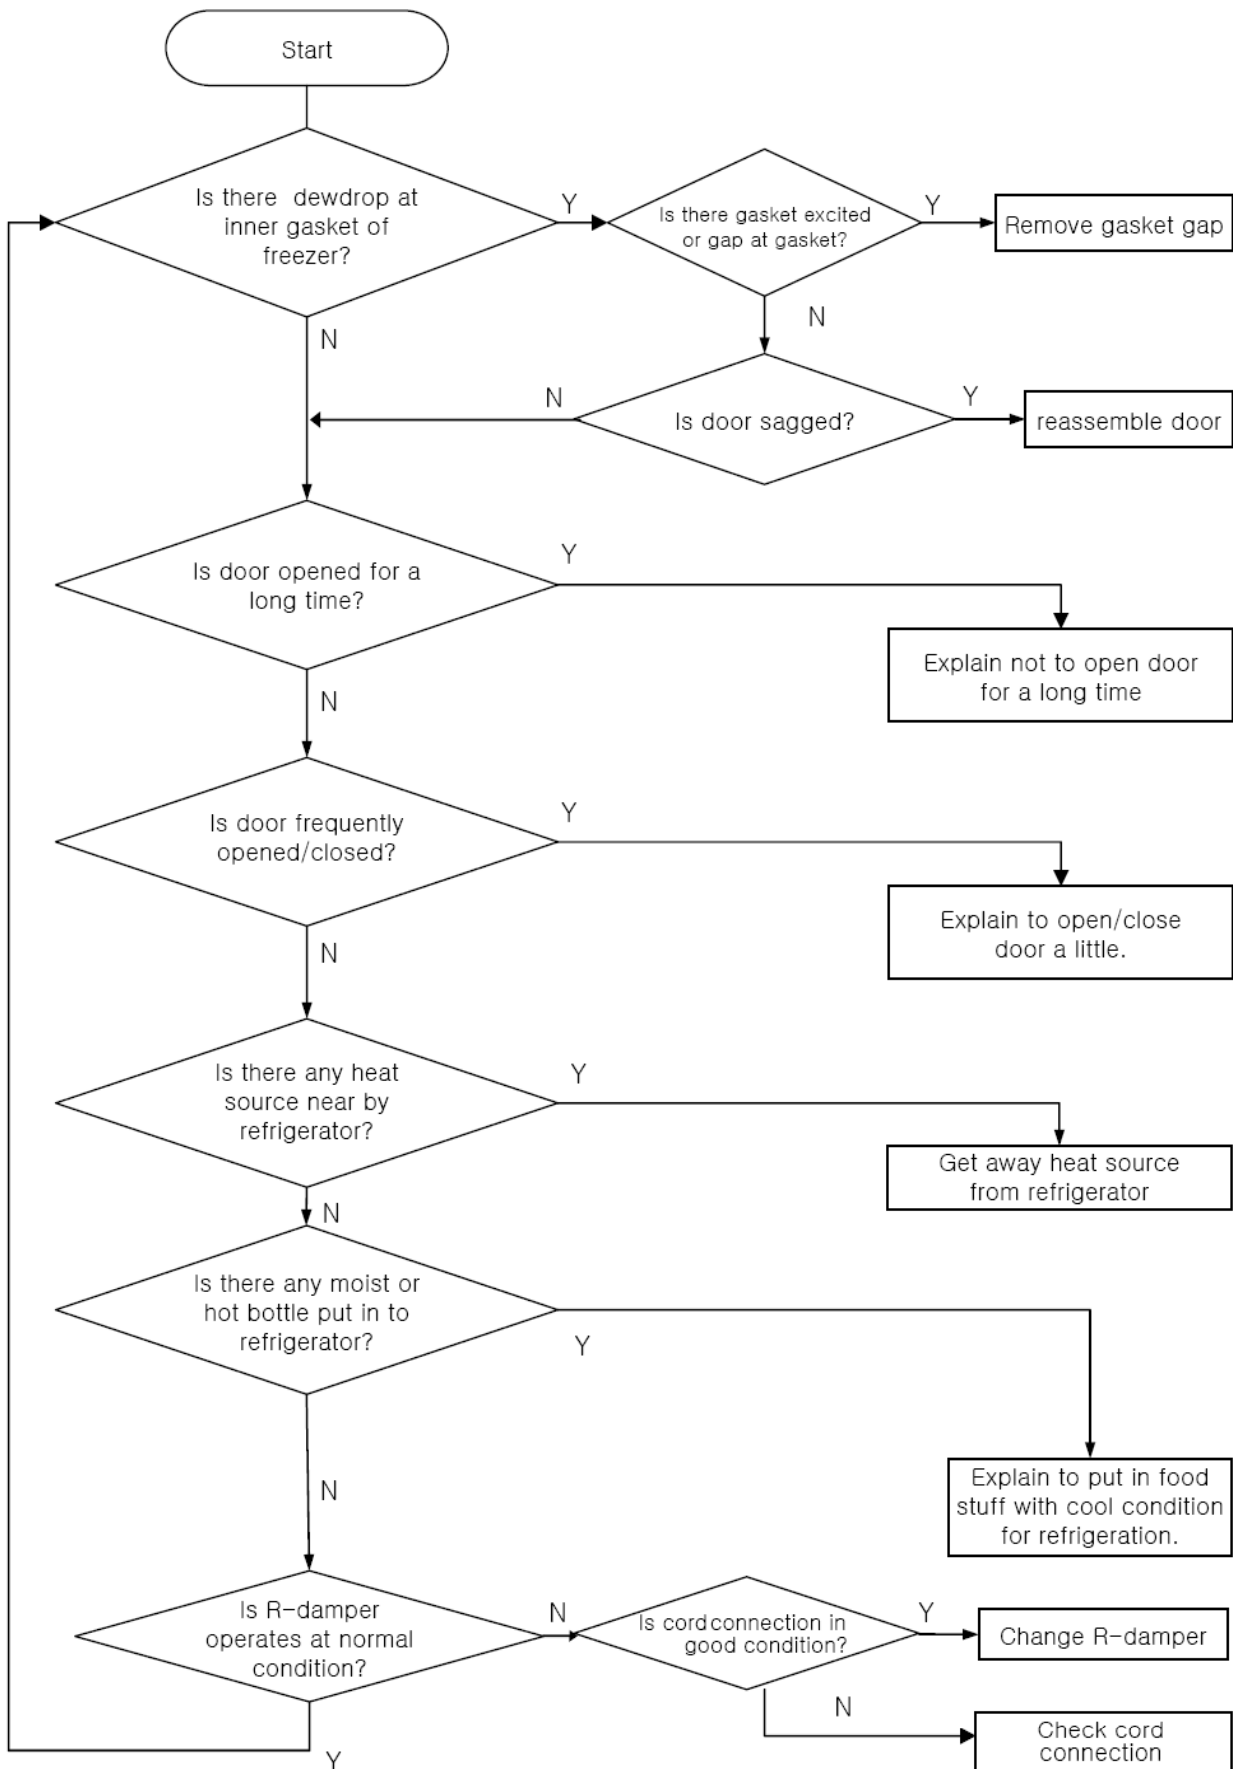 Start
Is there dewdrop at
inner gasket of
freezer?
Y
Is there gasket excited
or gap at gasket?
Y
Remove gasket gap
N
N
Is door sagged?
N
Y
reassemble door
Is door opened for a
long time?
Y
Explain not to open door
for a long time
N
Is door frequently
opened/closed?
Y
Explain to open/close
door a little.
N
Is there any heat
source near by
refrigerator?
Y
Get away heat source
from refrigerator
N
Is there any moist or
hot bottle put in to
refrigerator?
Y
Explain to put in food
stuff with cool condition
for refrigeration.
N
Is R-damper
operates at normal
condition?
N
Is cord connection in
good condition?
Y
Change R-damper
N
Check cord
connection
Y